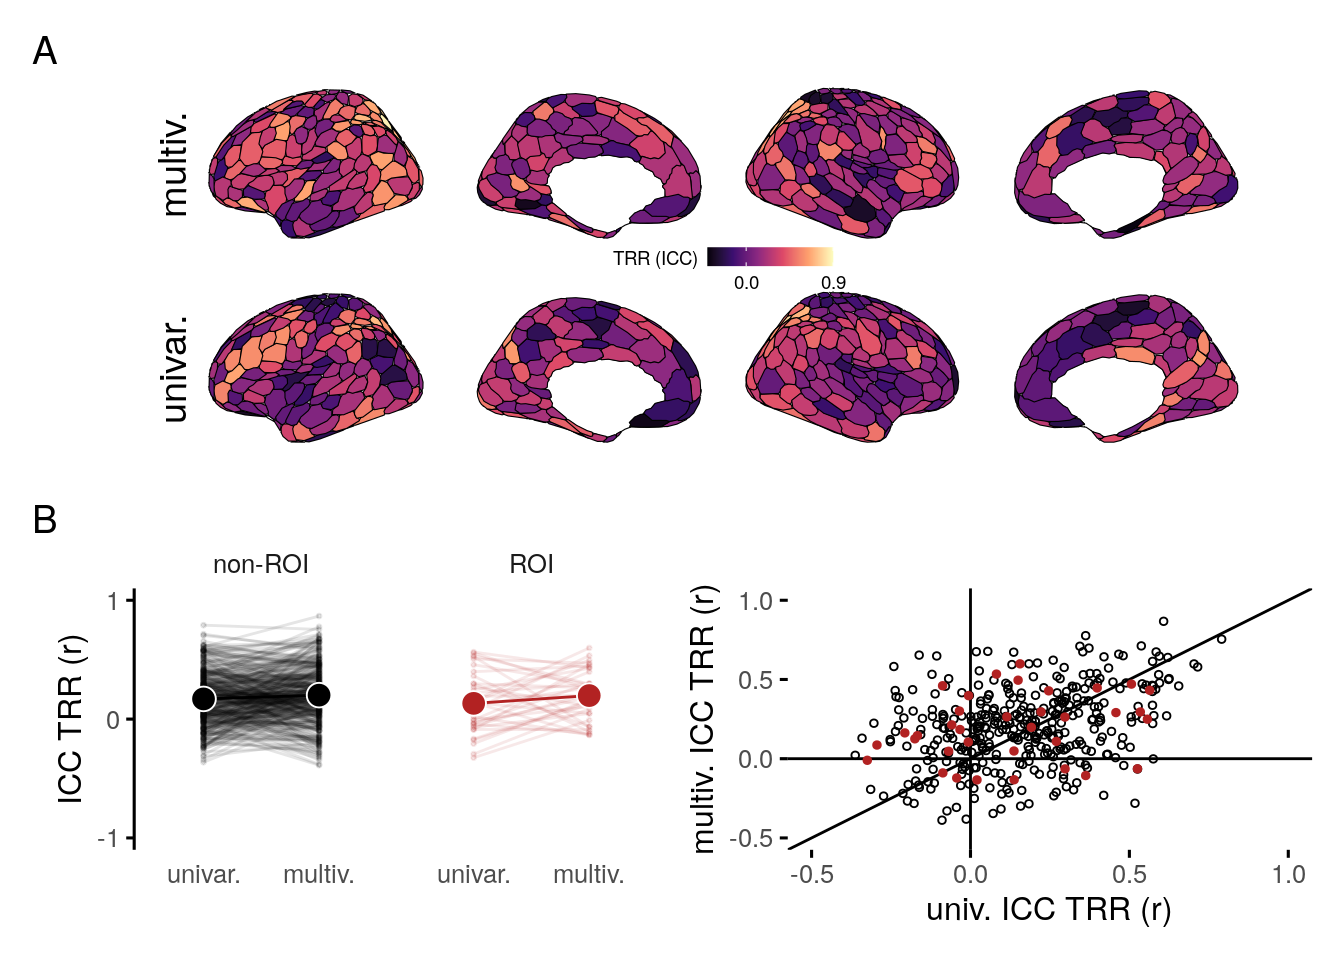 A
multiv.
TRR (ICC)
0.0 0.9
univar.
B
non-ROI ROI
ICC TRR (r)
1
0
-1
univar. multiv. univar. multiv.
multiv. ICC TRR (r)
1.0
0.5
0.0
-0.5
-0.5 0.0 0.5 1.0
univ. ICC TRR (r)